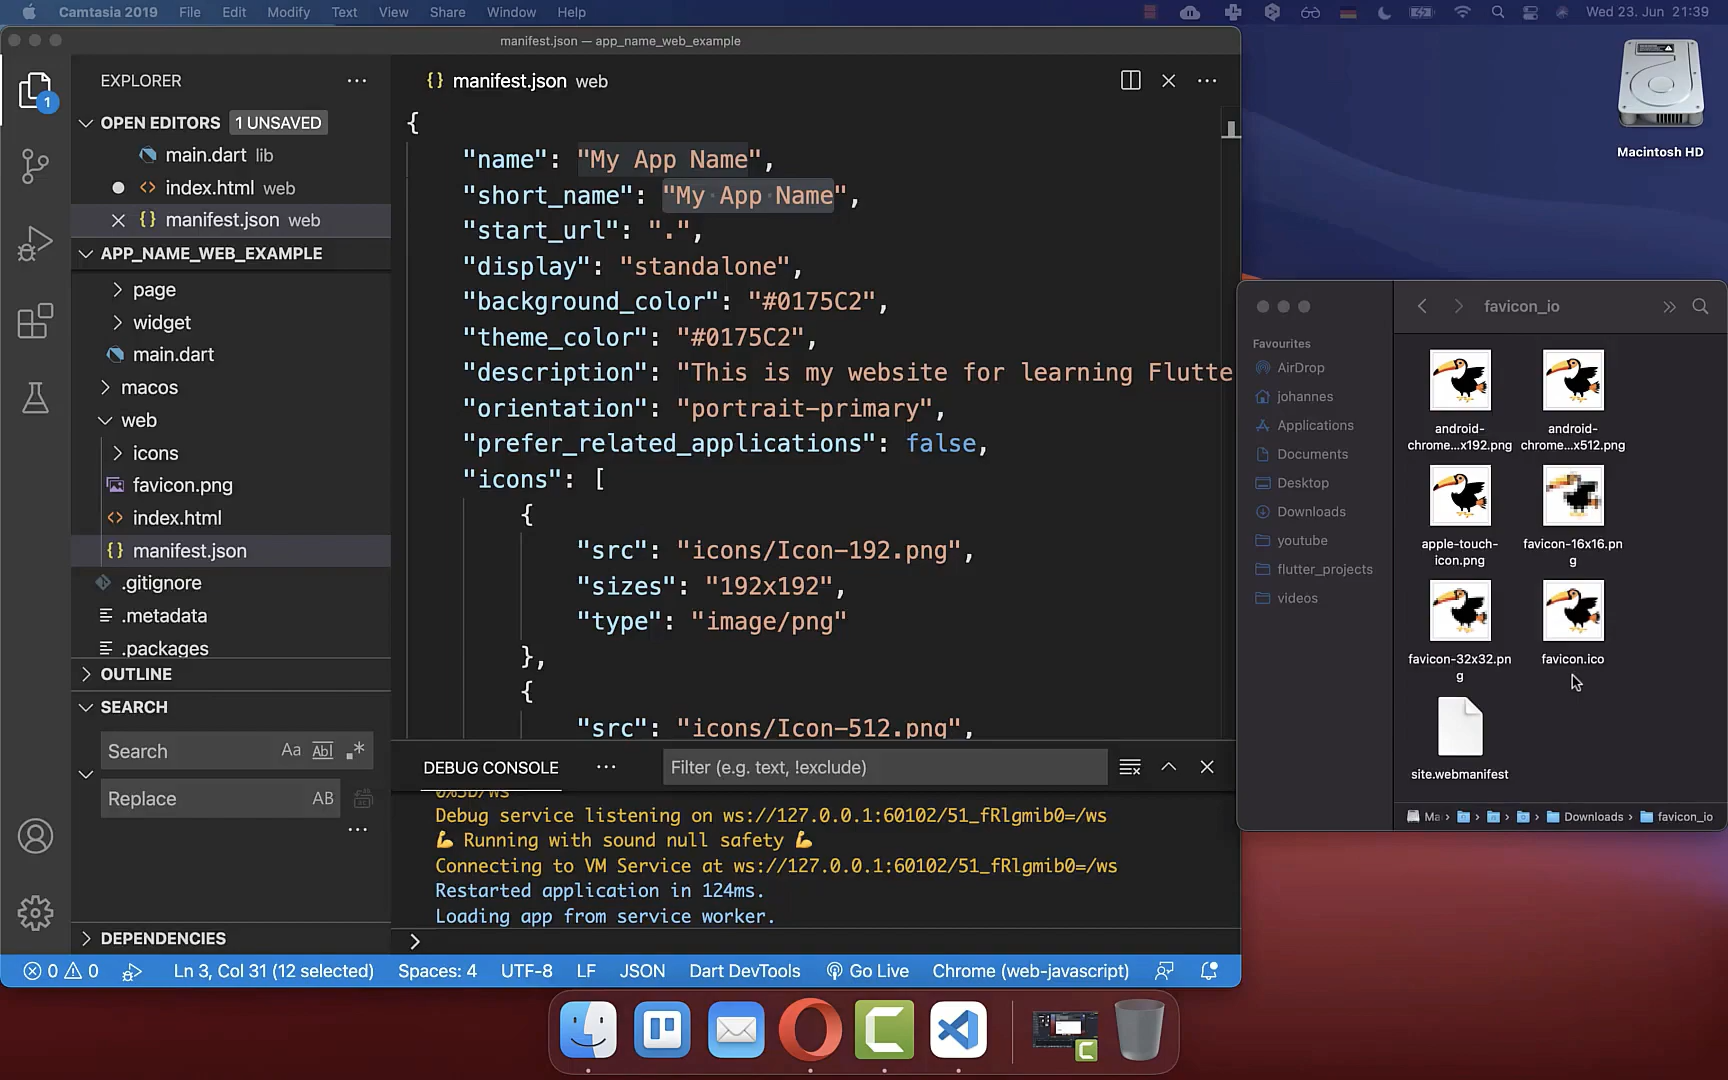 Camtasia 2019 File Edit Modify Text View Share Window Help
Wed 23. Jun 21:39
manifest.json — app_name_web_example
EXPLORER
OPEN EDITORS 1 UNSAVED
main.dart lib
index.html web
manifest.json web
APP_NAME_WEB_EXAMPLE
page
widget
main.dart
macos
web
icons
favicon.png
index.html
manifest.json
.gitignore
.metadata
.packages
OUTLINE
SEARCH
Search
Aa Abl .*
Replace
AB
DEPENDENCIES
1
{} manifest.json web
{
"name": "My App Name",
"short_name": "My·App·Name",
"start_url": ".",
"display": "standalone",
"background_color": "#0175C2",
"theme_color": "#0175C2",
"description": "This is my website for learning Flutte
"orientation": "portrait-primary",
"prefer_related_applications": false,
"icons": [
{
"src": "icons/Icon-192.png",
"sizes": "192x192",
"type": "image/png"
},
{
"src": "icons/Icon-512.png",
DEBUG CONSOLE
Filter (e.g. text, !exclude)
0%3D/ws
Debug service listening on ws://127.0.0.1:60102/51_fRlgmib0=/ws
💪 Running with sound null safety 💪
Connecting to VM Service at ws://127.0.0.1:60102/51_fRlgmib0=/ws
Restarted application in 124ms.
Loading app from service worker.
>
0 0 Ln 3, Col 31 (12 selected) Spaces: 4 UTF-8 LF JSON Dart DevTools Go Live Chrome (web-javascript)
Macintosh HD
favicon_io
Favourites
AirDrop
johannes
Applications
Documents
Desktop
Downloads
youtube
flutter_projects
videos
android-
chrome...x192.png
android-
chrome...x512.png
apple-touch-
icon.png
favicon-16x16.pn
g
favicon-32x32.pn
g
favicon.ico
site.webmanifest
Ma › › › › Downloads › favicon_io